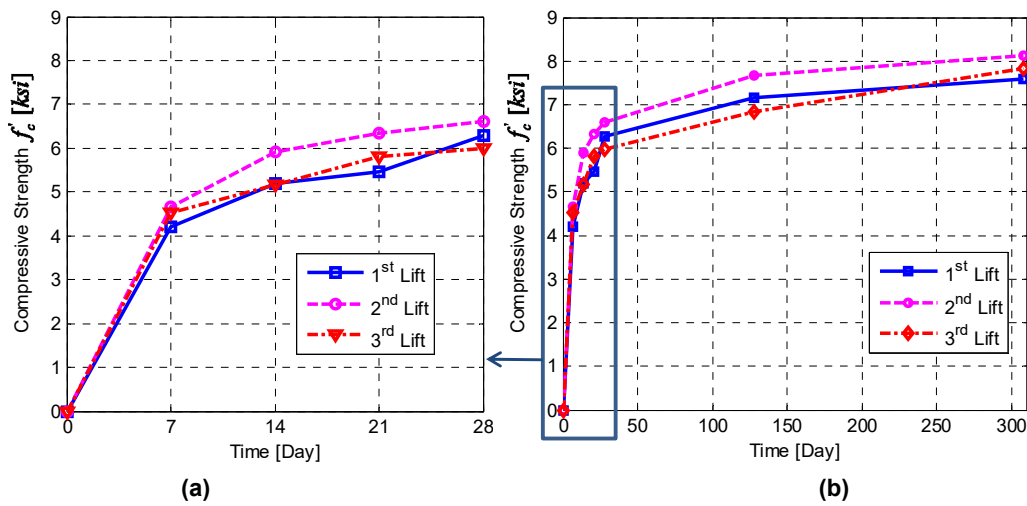 Compressive Strength f'c [ksi]
9
8
7
6
5
4
3
2
1
0
0 7 14 21 28
Time [Day]
1st Lift
2nd Lift
3rd Lift
(a)
Compressive Strength f'c [ksi]
9
8
7
6
5
4
3
2
1
0
0 50 100 150 200 250 300
Time [Day]
1st Lift
2nd Lift
3rd Lift
(b)